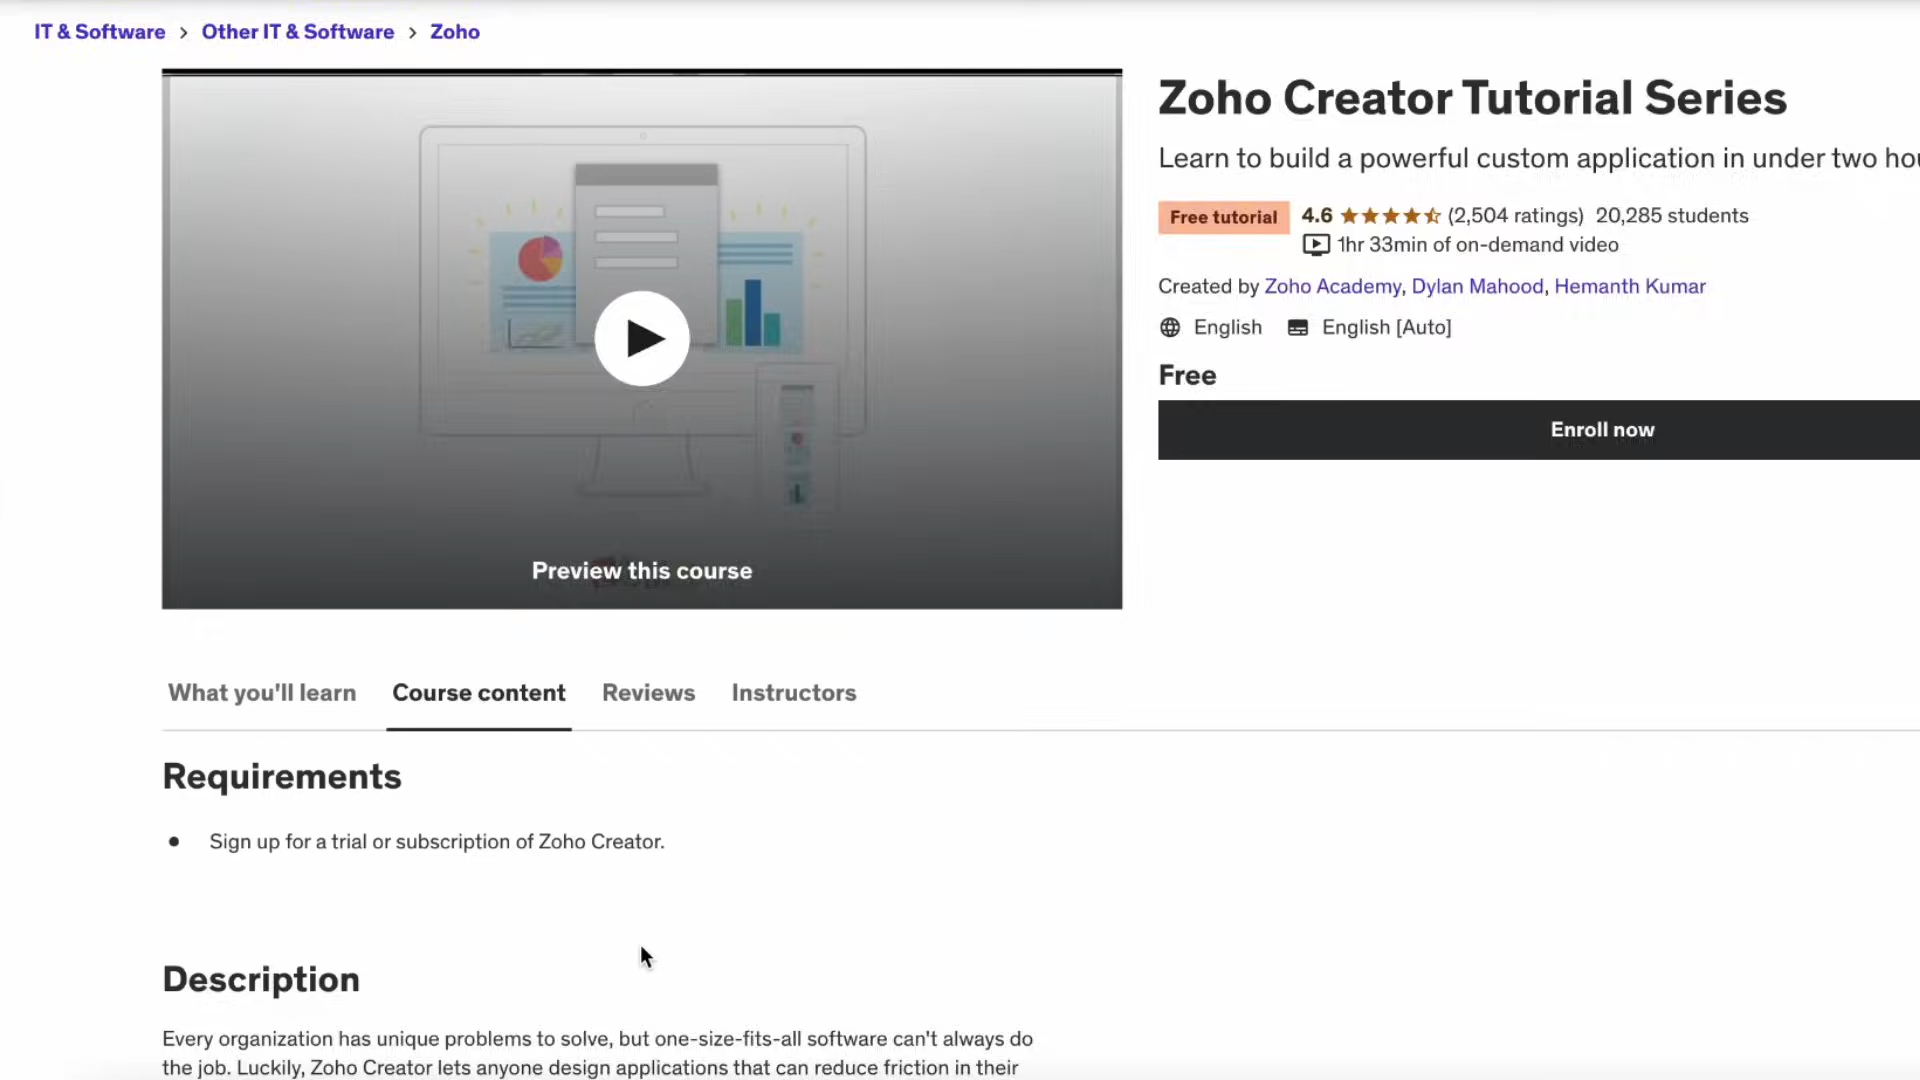 IT & Software > Other IT & Software > Zoho
Zoho Creator Tutorial Series
Learn to build a powerful custom application in under two
Free tutorial 4.6 (2,504 ratings) 20,285 students
1hr 33min of on-demand video
Created by Zoho Academy, Dylan Mahood, Hemanth Kumar
English English [Auto]
Free
Enroll now
Preview this course
What you'll learn Course content Reviews Instructors
Requirements
• Sign up for a trial or subscription of Zoho Creator.
Description
Every organization has unique problems to solve, but one-size-fits-all software can't always do
the job. Luckily, Zoho Creator lets anyone design applications that can reduce friction in their